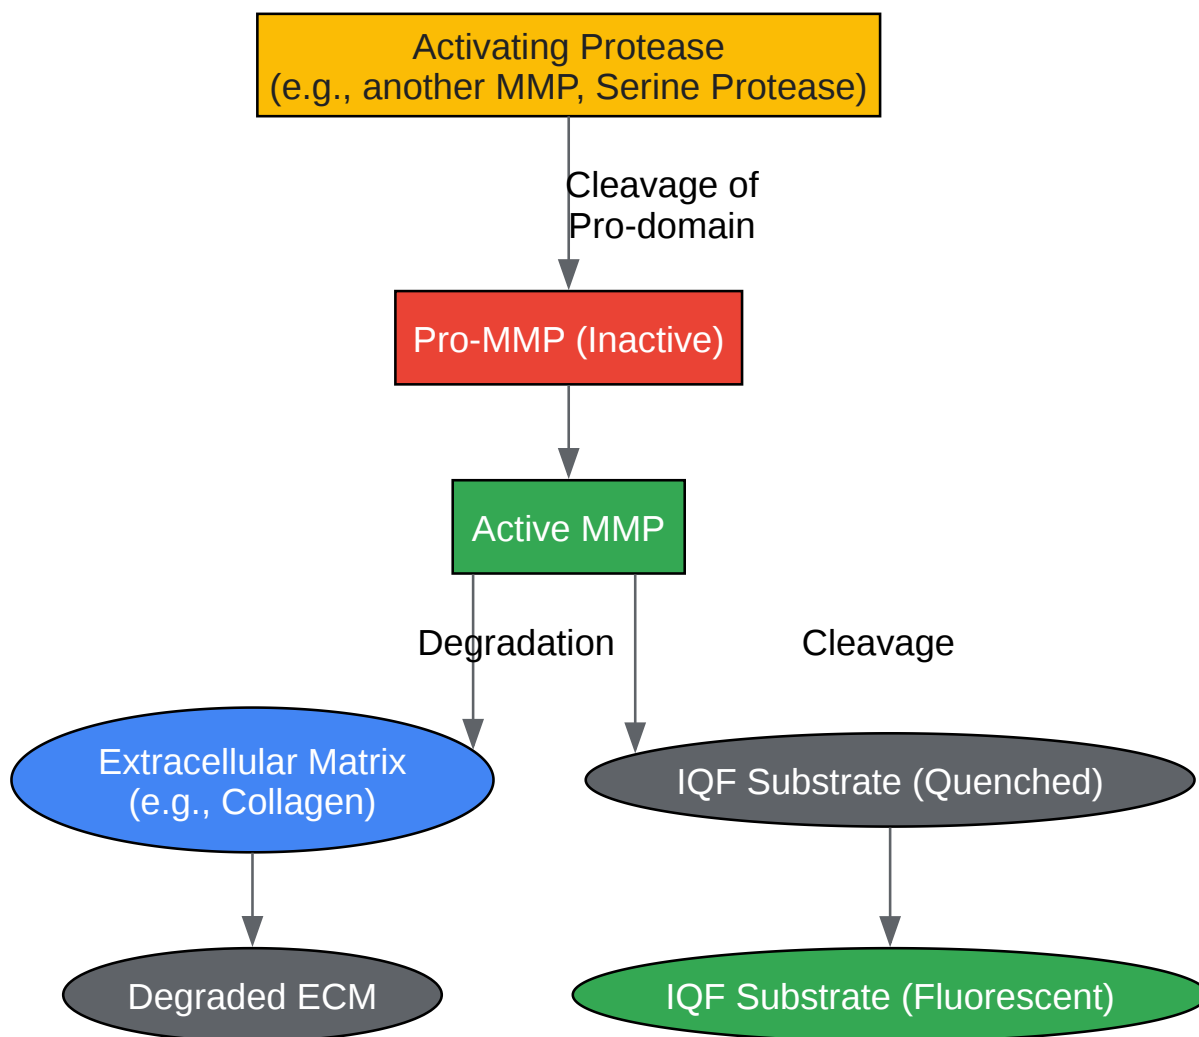 Activating Protease
(e.g., another MMP, Serine Protease)
Cleavage of
Pro-domain
Pro-MMP (Inactive)
Active MMP
Degradation
Cleavage
Extracellular Matrix
(e.g., Collagen)
IQF Substrate (Quenched)
Degraded ECM
IQF Substrate (Fluorescent)